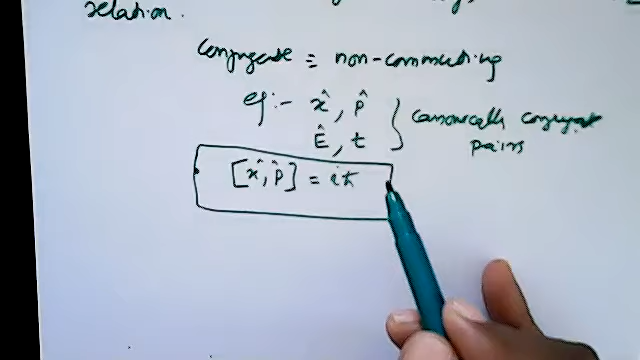 relation.
conjugate ≡ non-commuting
eg:- x̂, p̂
Ê, t } canonically conjugate pairs
[x̂, p̂] = iħ